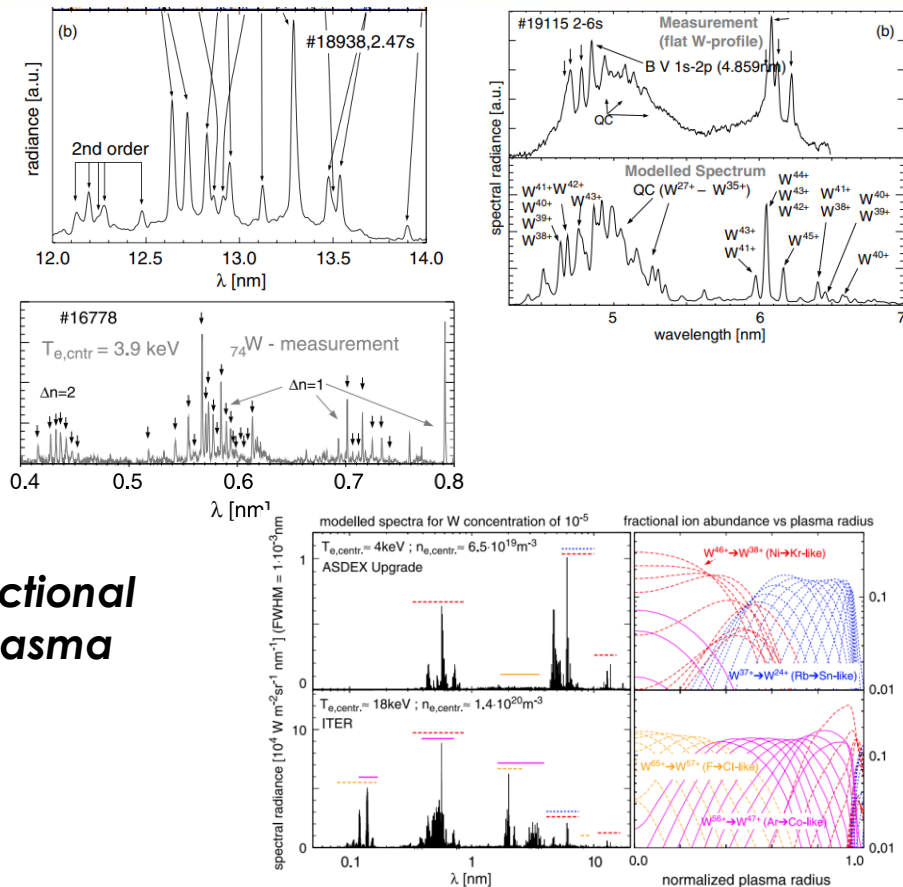 (b)
#18938,2.47s
radiance [a.u.]
2nd order
12.0 12.5 13.0 13.5 14.0
λ [nm]
#19115 2-6s
Measurement
(flat W-profile)
(b)
B V 1s-2p (4.859nm)
QC
Modelled Spectrum
spectral radiance [a.u.]
W41+
W40+
W39+
W38+
W42+
W43+
QC (W27+ – W35+)
W44+
W43+
W42+
W43+
W41+
W45+
W41+
W38+
W40+
W39+
W40+
5 6 7
wavelength [nm]
#16778
Te,cntr = 3.9 keV
74W - measurement
Δn=2
Δn=1
0.4 0.5 0.6 0.7 0.8
λ [nm]
ctional
asma
modelled spectra for W concentration of 10-5
Te,centr.≈ 4keV ; ne,centr.≈ 6.5·1019m-3
ASDEX Upgrade
1
0
Te,centr.≈ 18keV ; ne,centr.≈ 1.4·1020m-3
ITER
10
0
spectral radiance [104 W m-2sr-1 nm-1] (FWHM = 1·10-3nm
0.1 1 10
λ [nm]
fractional ion abundance vs plasma radius
W46+→W38+ (Ni→Kr-like)
W37+→W24+ (Rb→Sn-like)
0.1
0.01
W65+→W57+ (F→Cl-like)
W56+→W47+ (Ar→Co-like)
0.1
0.01
0.0 1.0
normalized plasma radius